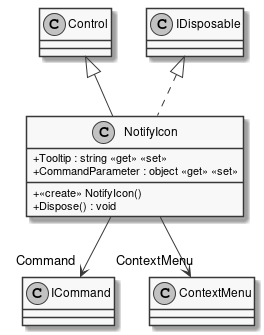 C Control
C IDisposable
C NotifyIcon
+Tooltip : string «get» «set»
+CommandParameter : object «get» «set»
+«create» NotifyIcon()
+Dispose() : void
Command
ContextMenu
C ICommand
C ContextMenu